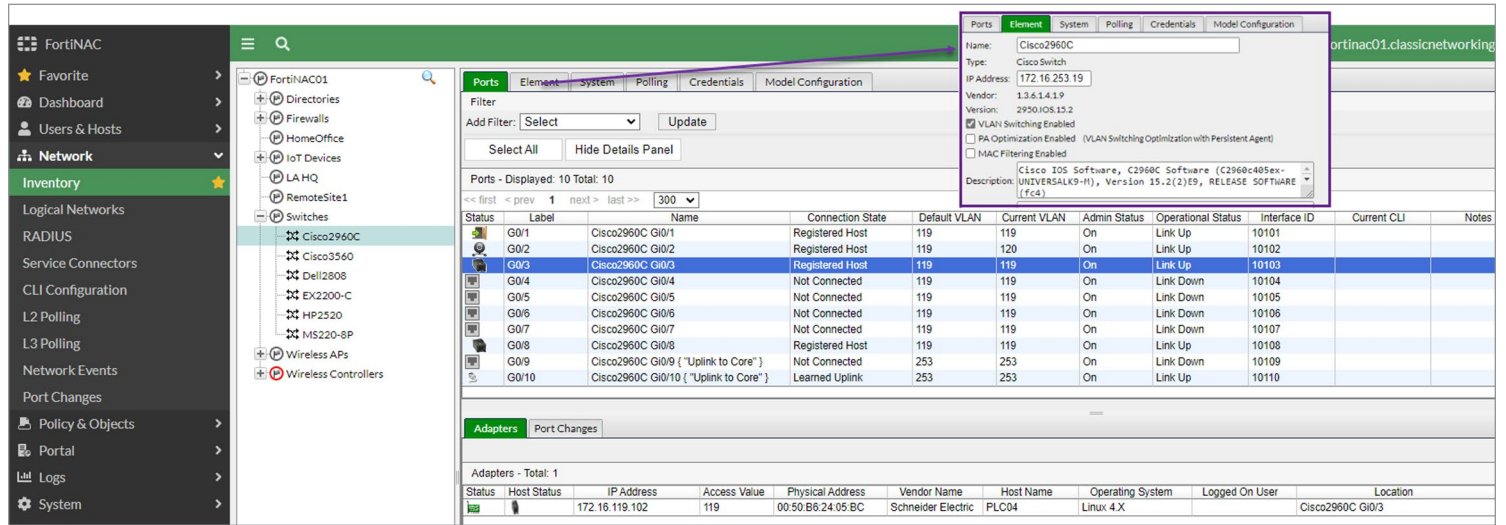 FortiNAC
Favorite
Dashboard
Users & Hosts
Network
Inventory
Logical Networks
RADIUS
Service Connectors
CLI Configuration
L2 Polling
L3 Polling
Network Events
Port Changes
Policy & Objects
Portal
Logs
System
FortiNAC01
Directories
Firewalls
HomeOffice
IoT Devices
LA HQ
RemoteSite1
Switches
Cisco2960C
Cisco3560
Dell2808
EX2200-C
HP2520
MS220-8P
Wireless APs
Wireless Controllers
ortinac01.classicnetworking
Ports Element System Polling Credentials Model Configuration
Name: Cisco2960C
Type: Cisco Switch
IP Address: 172.16.253.19
Vendor: 1.3.6.1.4.1.9
Version: 2950.IOS.15.2
VLAN Switching Enabled
PA Optimization Enabled (VLAN Switching Optimization with Persistent Agent)
MAC Filtering Enabled
Description: Cisco IOS Software, C2960C Software (C2960c405ex-
UNIVERSALK9-M), Version 15.2(2)E9, RELEASE SOFTWARE
(fc4)
Ports Element System Polling Credentials Model Configuration
Filter
Add Filter: Select Update
Select All Hide Details Panel
Ports - Displayed: 10 Total: 10
<< first < prev 1 next > last >> 300
Status Label Name Connection State Default VLAN Current VLAN Admin Status Operational Status Interface ID Current CLI Notes
G0/1 Cisco2960C Gi0/1 Registered Host 119 119 On Link Up 10101
G0/2 Cisco2960C Gi0/2 Registered Host 119 120 On Link Up 10102
G0/3 Cisco2960C Gi0/3 Registered Host 119 119 On Link Up 10103
G0/4 Cisco2960C Gi0/4 Not Connected 119 119 On Link Down 10104
G0/5 Cisco2960C Gi0/5 Not Connected 119 119 On Link Down 10105
G0/6 Cisco2960C Gi0/6 Not Connected 119 119 On Link Down 10106
G0/7 Cisco2960C Gi0/7 Not Connected 119 119 On Link Down 10107
G0/8 Cisco2960C Gi0/8 Registered Host 119 119 On Link Up 10108
G0/9 Cisco2960C Gi0/9 { "Uplink to Core" } Not Connected 253 253 On Link Down 10109
G0/10 Cisco2960C Gi0/10 { "Uplink to Core" } Learned Uplink 253 253 On Link Up 10110
Adapters Port Changes
Adapters - Total: 1
Status Host Status IP Address Access Value Physical Address Vendor Name Host Name Operating System Logged On User Location
172.16.119.102 119 00:50:B6:24:05:BC Schneider Electric PLC04 Linux 4.X Cisco2960C Gi0/3